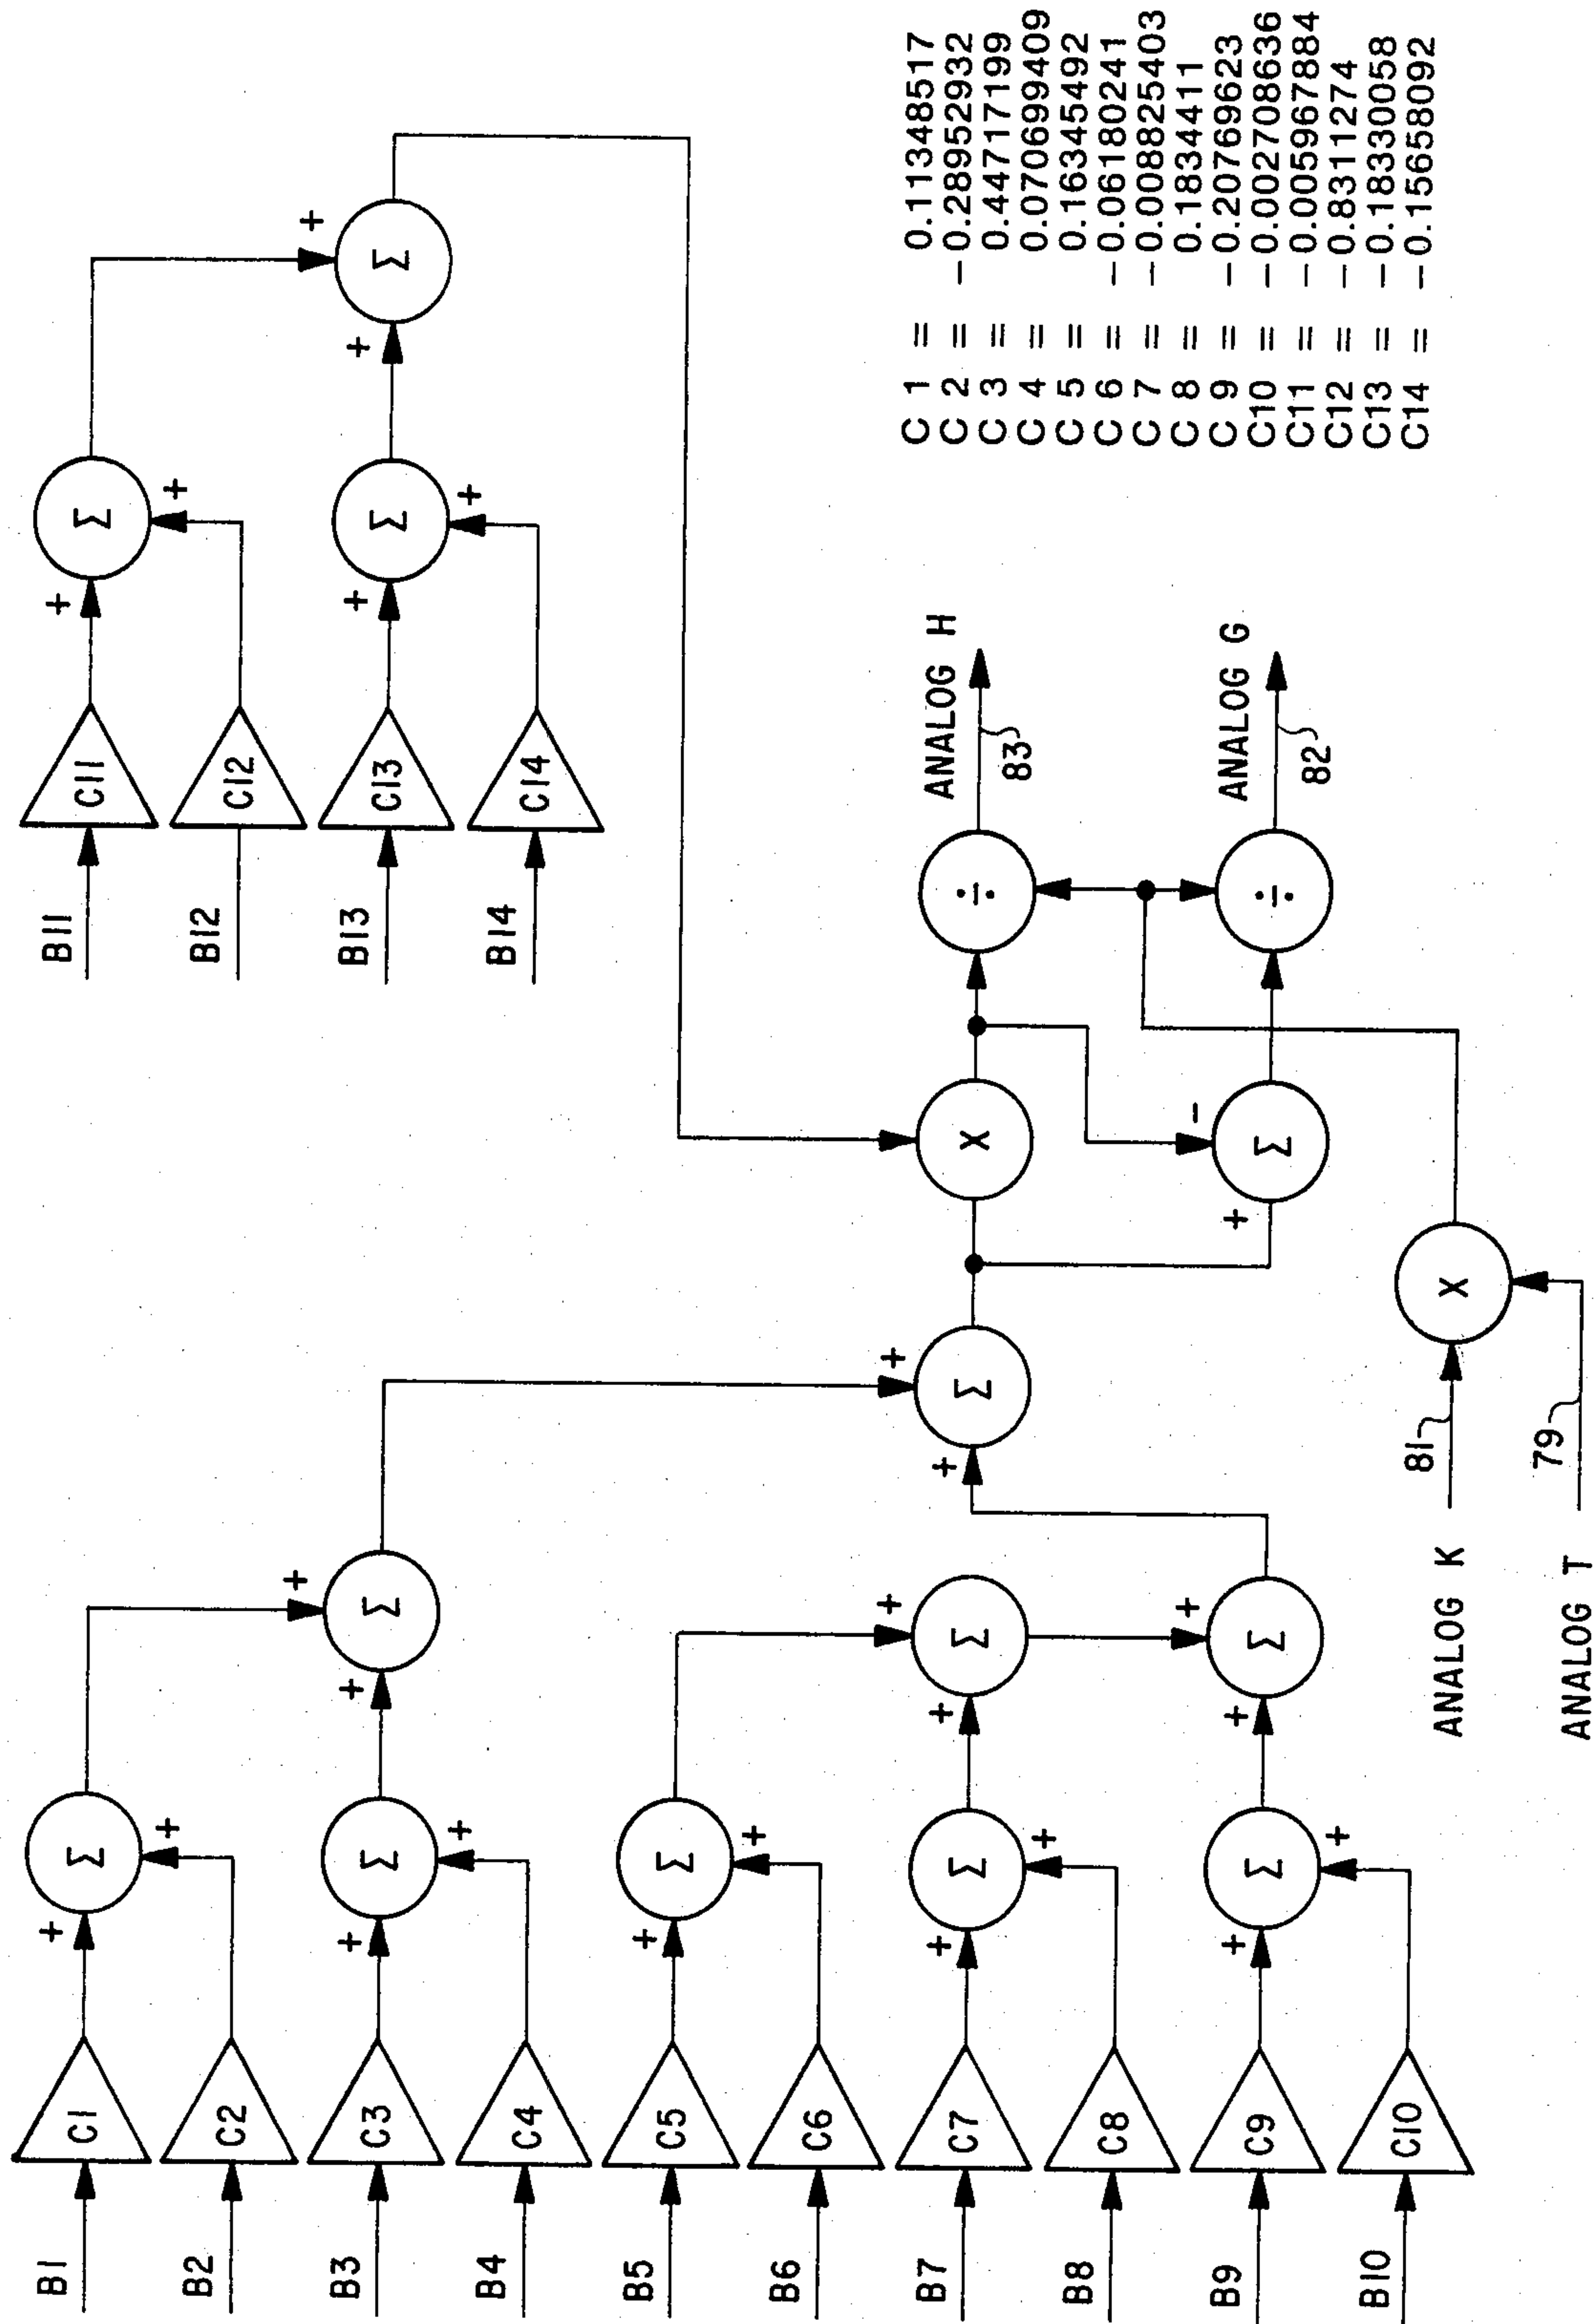 B1
C1
+
Σ
+
B2
C2
+
Σ
+
B3
C3
+
Σ
+
B4
C4
B5
C5
+
Σ
+
B6
C6
+
Σ
+
B7
C7
+
Σ
+
B8
C8
+
Σ
+
B9
C9
+
Σ
+
B10
C10
+
Σ
+
B11
C11
+
Σ
+
B12
C12
+
Σ
+
B13
C13
+
Σ
+
B14
C14
X
÷
ANALOG H
83
+
Σ
-
÷
ANALOG G
82
ANALOG K
81
X
ANALOG T
79
C 1 = 0.11348517
C 2 = -0.28952932
C 3 = 0.44717199
C 4 = 0.070699409
C 5 = 0.16345492
C 6 = -0.06180241
C 7 = -0.008825403
C 8 = 0.1834411
C 9 = -0.20769623
C10 = -0.002708636
C11 = -0.005967884
C12 = -0.8311274
C13 = -0.18330058
C14 = -0.15658092